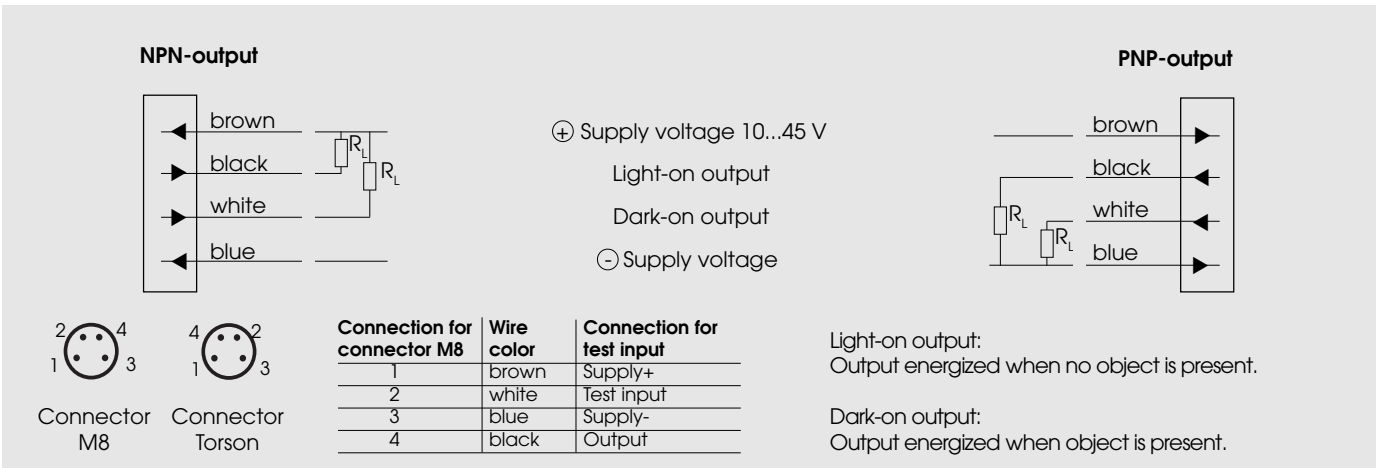 NPN-output
PNP-output
brown
black
white
blue
R_L
R_L
⊕ Supply voltage 10...45 V
Light-on output
Dark-on output
⊖ Supply voltage
brown
black
white
blue
R_L
R_L
2 4
1 3
Connector
M8
4 2
1 3
Connector
Torson
Connection for connector M8 | Wire color | Connection for test input
1 brown Supply+
2 white Test input
3 blue Supply-
4 black Output
Light-on output:
Output energized when no object is present.
Dark-on output:
Output energized when object is present.